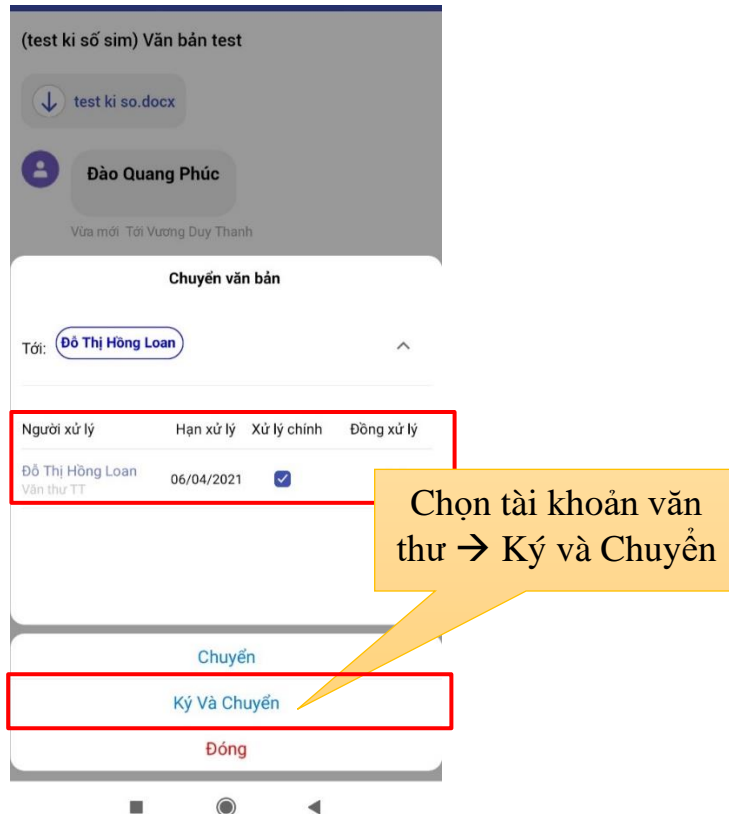 (test kí số sim) Văn bản test
test ki so.docx
Đào Quang Phúc
Vừa mới Tới Vương Duy Thanh
Chuyển văn bản
Tới: Đỗ Thị Hồng Loan
Người xử lý Hạn xử lý Xử lý chính Đồng xử lý
Đỗ Thị Hồng Loan 06/04/2021
Văn thư TT
Chọn tài khoản văn
thư → Ký và Chuyển
Chuyển
Ký Và Chuyển
Đóng